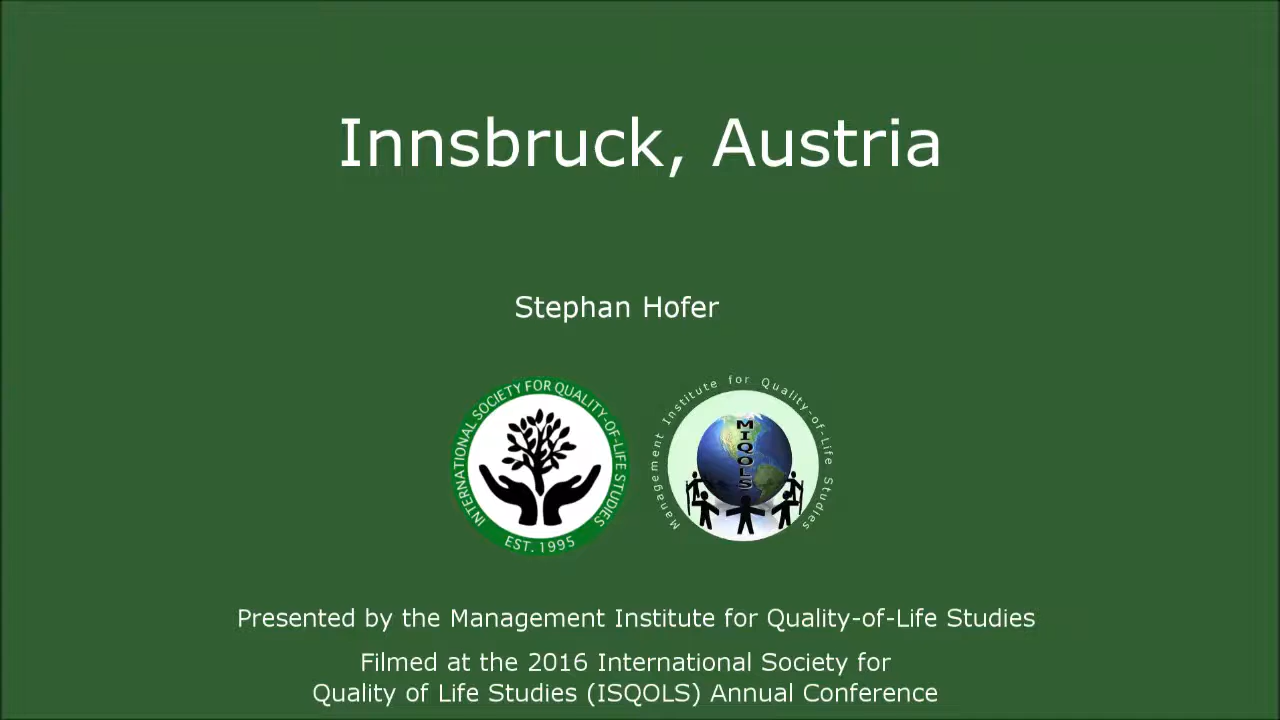 Innsbruck, Austria
Stephan Hofer
INTERNATIONAL SOCIETY FOR QUALITY-OF-LIFE STUDIES
EST. 1995
Management Institute for Quality-of-Life Studies
MIQOLS
Presented by the Management Institute for Quality-of-Life Studies
Filmed at the 2016 International Society for
Quality of Life Studies (ISQOLS) Annual Conference